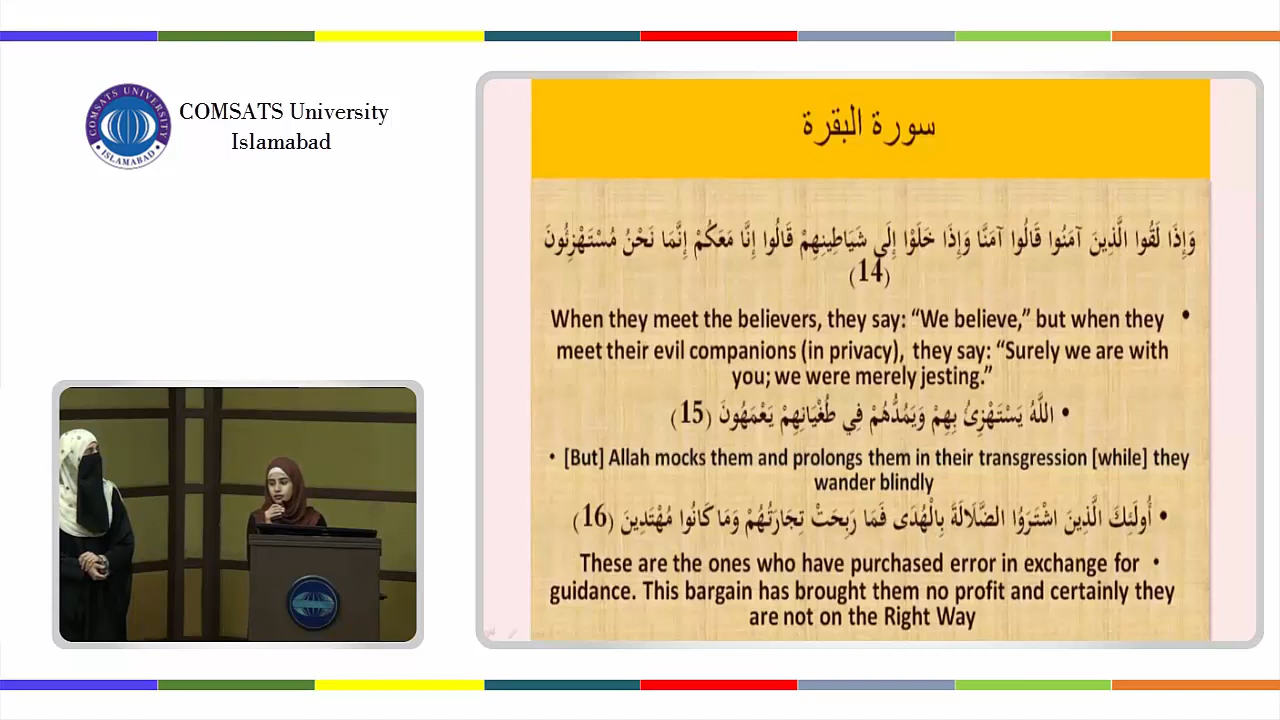 COMSATS UNIVERSITY
• ISLAMABAD •
COMSATS University
Islamabad
سورة البقرة
وَإِذَا لَقُوا الَّذِينَ آمَنُوا قَالُوا آمَنَّا وَإِذَا خَلَوْا إِلَى شَيَاطِينِهِمْ قَالُوا إِنَّا مَعَكُمْ إِنَّمَا نَحْنُ مُسْتَهْزِئُونَ
(14)
When they meet the believers, they say: “We believe,” but when they •
meet their evil companions (in privacy), they say: “Surely we are with
you; we were merely jesting.”
• اللَّهُ يَسْتَهْزِئُ بِهِمْ وَيَمُدُّهُمْ فِي طُغْيَانِهِمْ يَعْمَهُونَ (15)
• [But] Allah mocks them and prolongs them in their transgression [while] they
wander blindly
• أُولَئِكَ الَّذِينَ اشْتَرَوُا الضَّلَالَةَ بِالْهُدَى فَمَا رَبِحَتْ تِجَارَتُهُمْ وَمَا كَانُوا مُهْتَدِينَ (16)
These are the ones who have purchased error in exchange for •
guidance. This bargain has brought them no profit and certainly they
are not on the Right Way